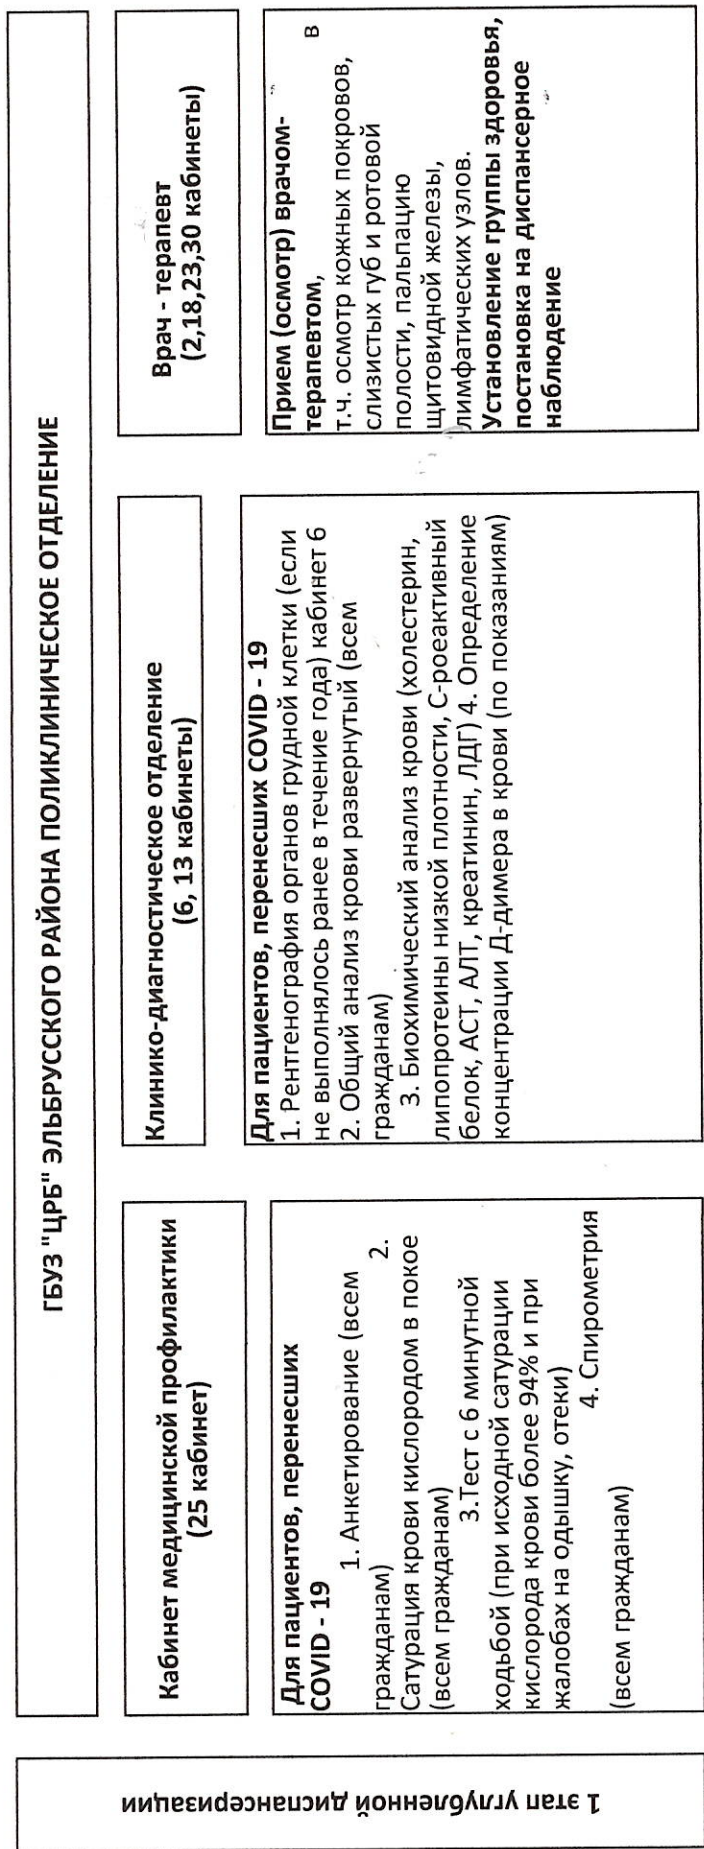 ГБУЗ "ЦРБ" ЭЛЬБРУССКОГО РАЙОНА ПОЛИКЛИНИЧЕСКОЕ ОТДЕЛЕНИЕ
1 этап углубленной диспансеризации
Кабинет медицинской профилактики
(25 кабинет)
Для пациентов, перенесших
COVID - 19
1. Анкетирование (всем
гражданам) 2.
Сатурация крови кислородом в покое
(всем гражданам)
3.Тест с 6 минутной
ходьбой (при исходной сатурации
кислорода крови более 94% и при
жалобах на одышку, отеки)
4. Спирометрия
(всем гражданам)
Клинико-диагностическое отделение
(6, 13 кабинеты)
Для пациентов, перенесших COVID - 19
1. Рентгенография органов грудной клетки (если
не выполнялось ранее в течение года) кабинет 6
2. Общий анализ крови развернутый (всем
гражданам)
3. Биохимический анализ крови (холестерин,
липопротеины низкой плотности, С-роеактивный
белок, АСТ, АЛТ, креатинин, ЛДГ) 4. Определение
концентрации Д-димера в крови (по показаниям)
Врач - терапевт
(2,18,23,30 кабинеты)
Прием (осмотр) врачом-
терапевтом, в
т.ч. осмотр кожных покровов,
слизистых губ и ротовой
полости, пальпацию
щитовидной железы,
лимфатических узлов.
Установление группы здоровья,
постановка на диспансерное
наблюдение